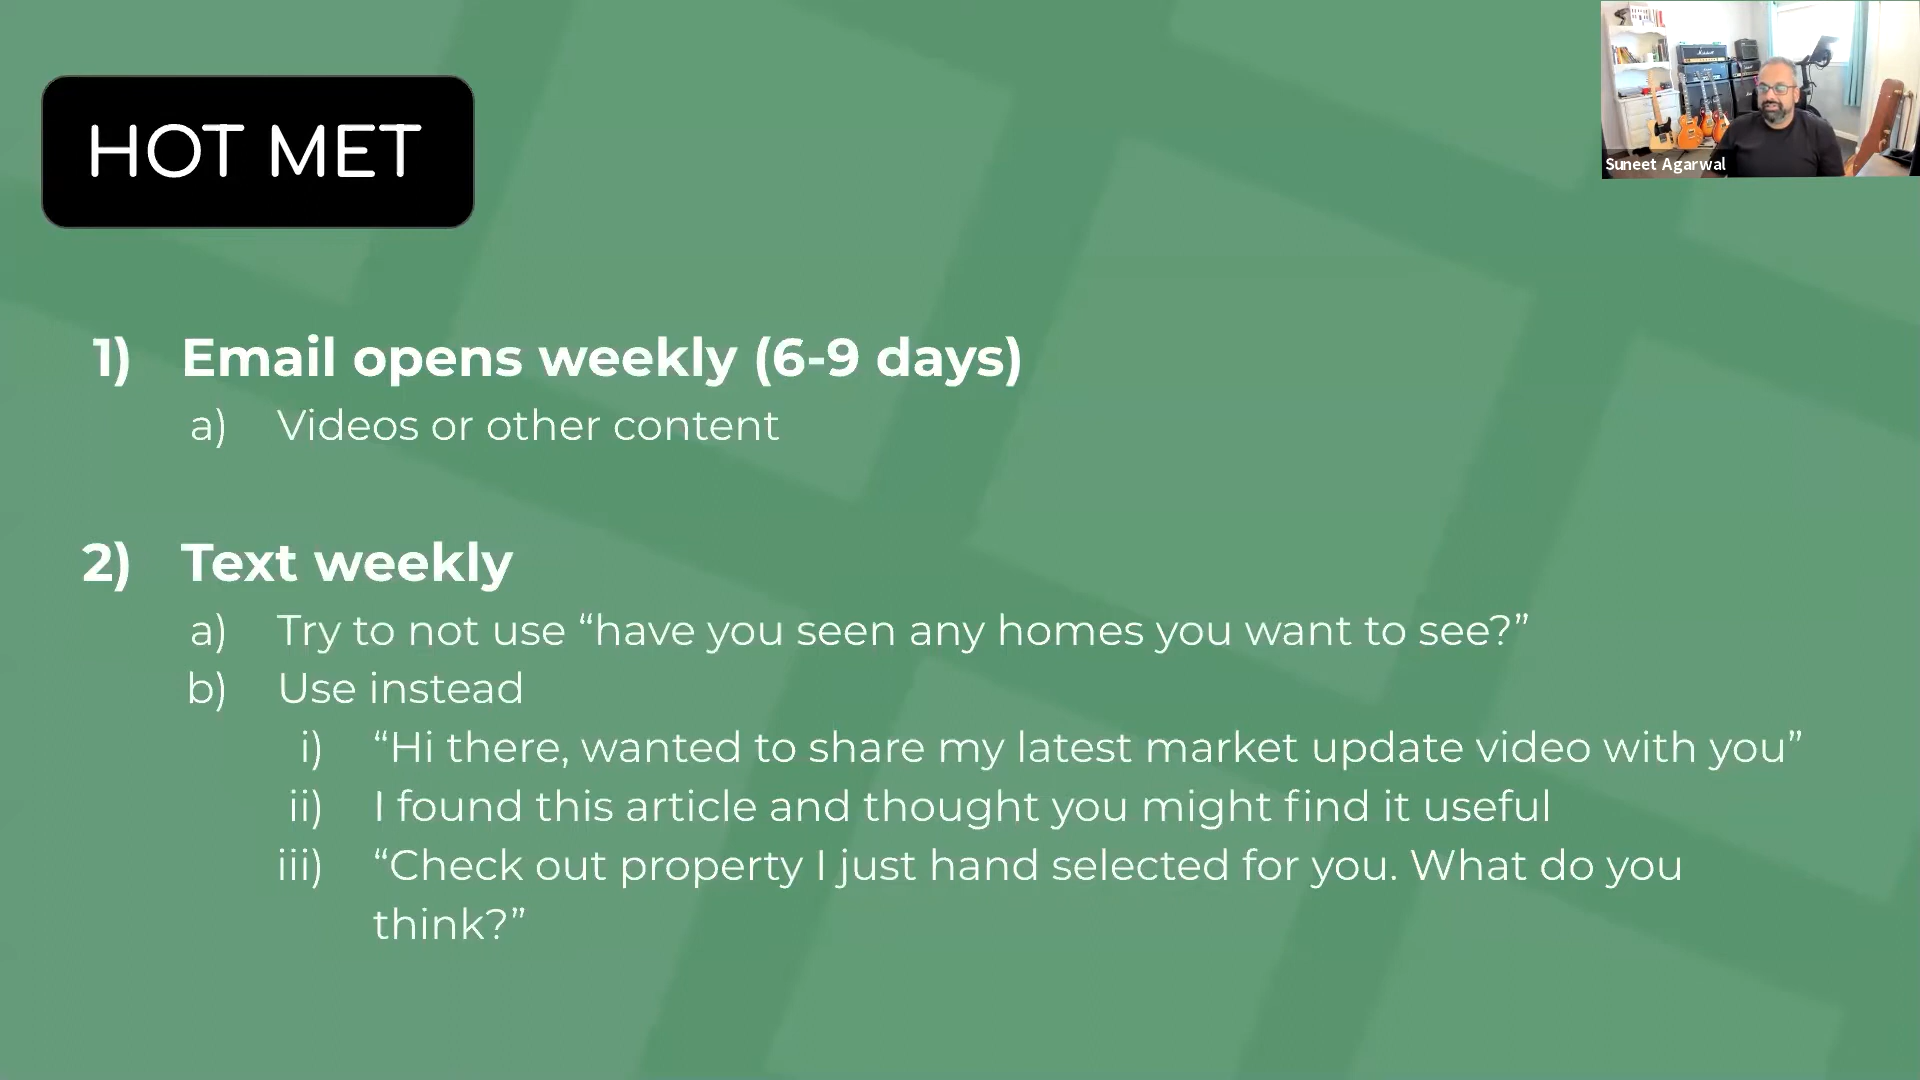 HOT MET
Suneet Agarwal
1) Email opens weekly (6-9 days)
a) Videos or other content
2) Text weekly
a) Try to not use “have you seen any homes you want to see?”
b) Use instead
i) “Hi there, wanted to share my latest market update video with you”
ii) I found this article and thought you might find it useful
iii) “Check out property I just hand selected for you. What do you
think?”